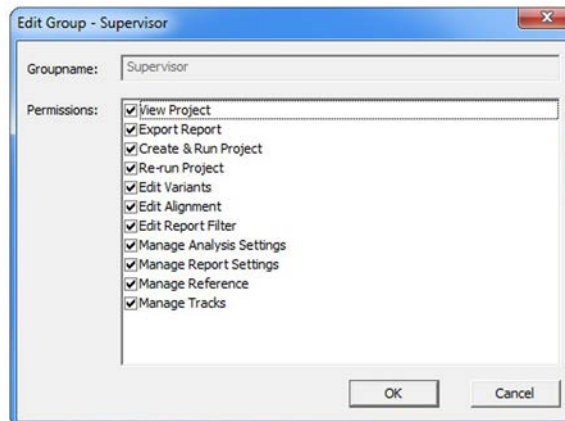 Edit Group - Supervisor
Groupname: Supervisor
Permissions: View Project
Export Report
Create & Run Project
Re-run Project
Edit Variants
Edit Alignment
Edit Report Filter
Manage Analysis Settings
Manage Report Settings
Manage Reference
Manage Tracks
OK Cancel